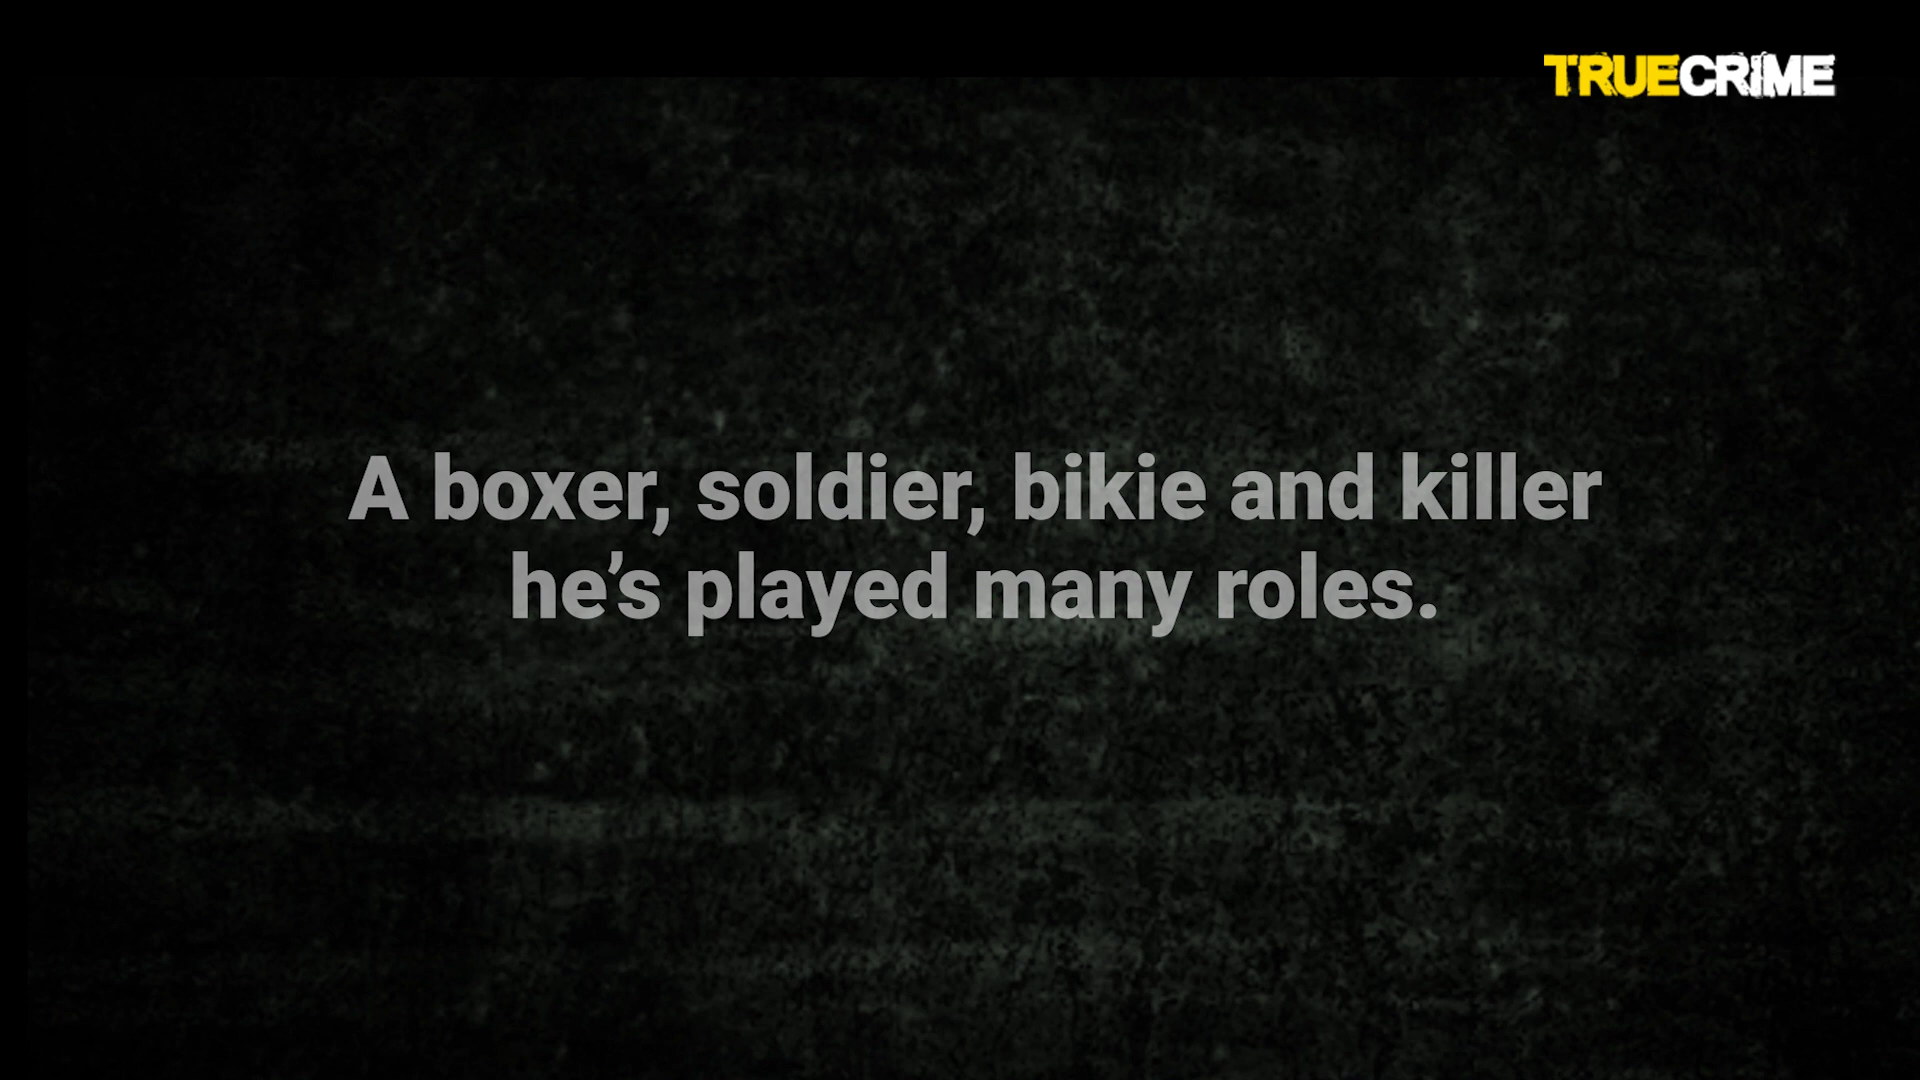 TRUECRIME
A boxer, soldier, bikie and killer
he’s played many roles.